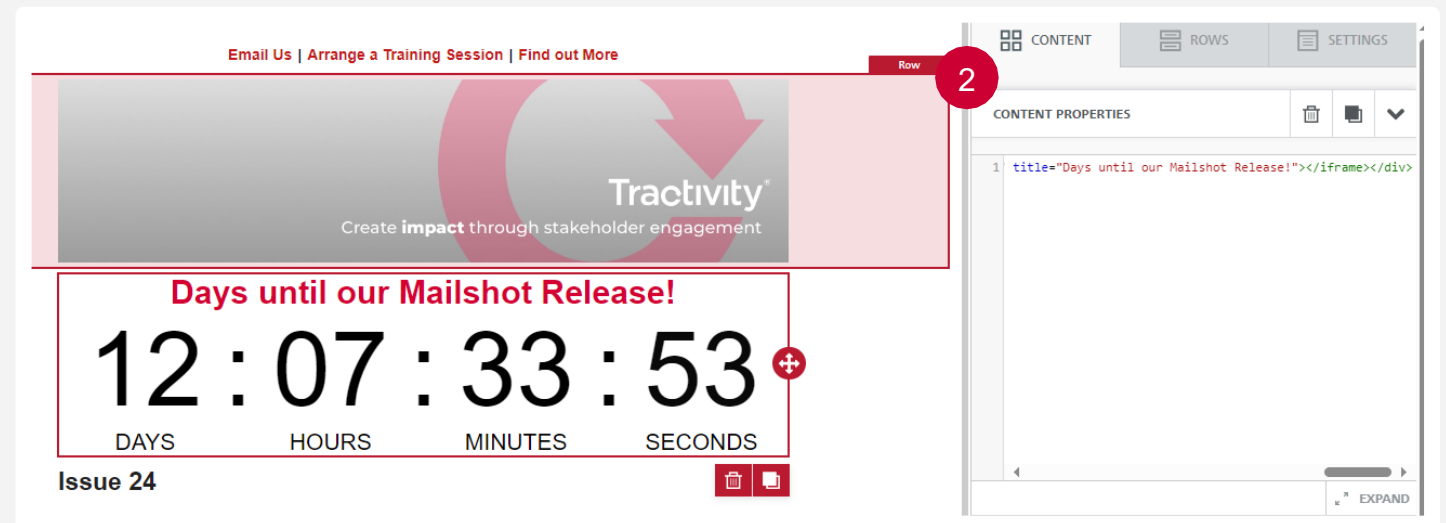 Email Us | Arrange a Training Session | Find out More
Row
2
Tractivity®
Create impact through stakeholder engagement
Days until our Mailshot Release!
12 : 07 : 33 : 53
DAYS HOURS MINUTES SECONDS
Issue 24
CONTENT ROWS SETTINGS
CONTENT PROPERTIES
1 title="Days until our Mailshot Release!"></iframe></div>
EXPAND